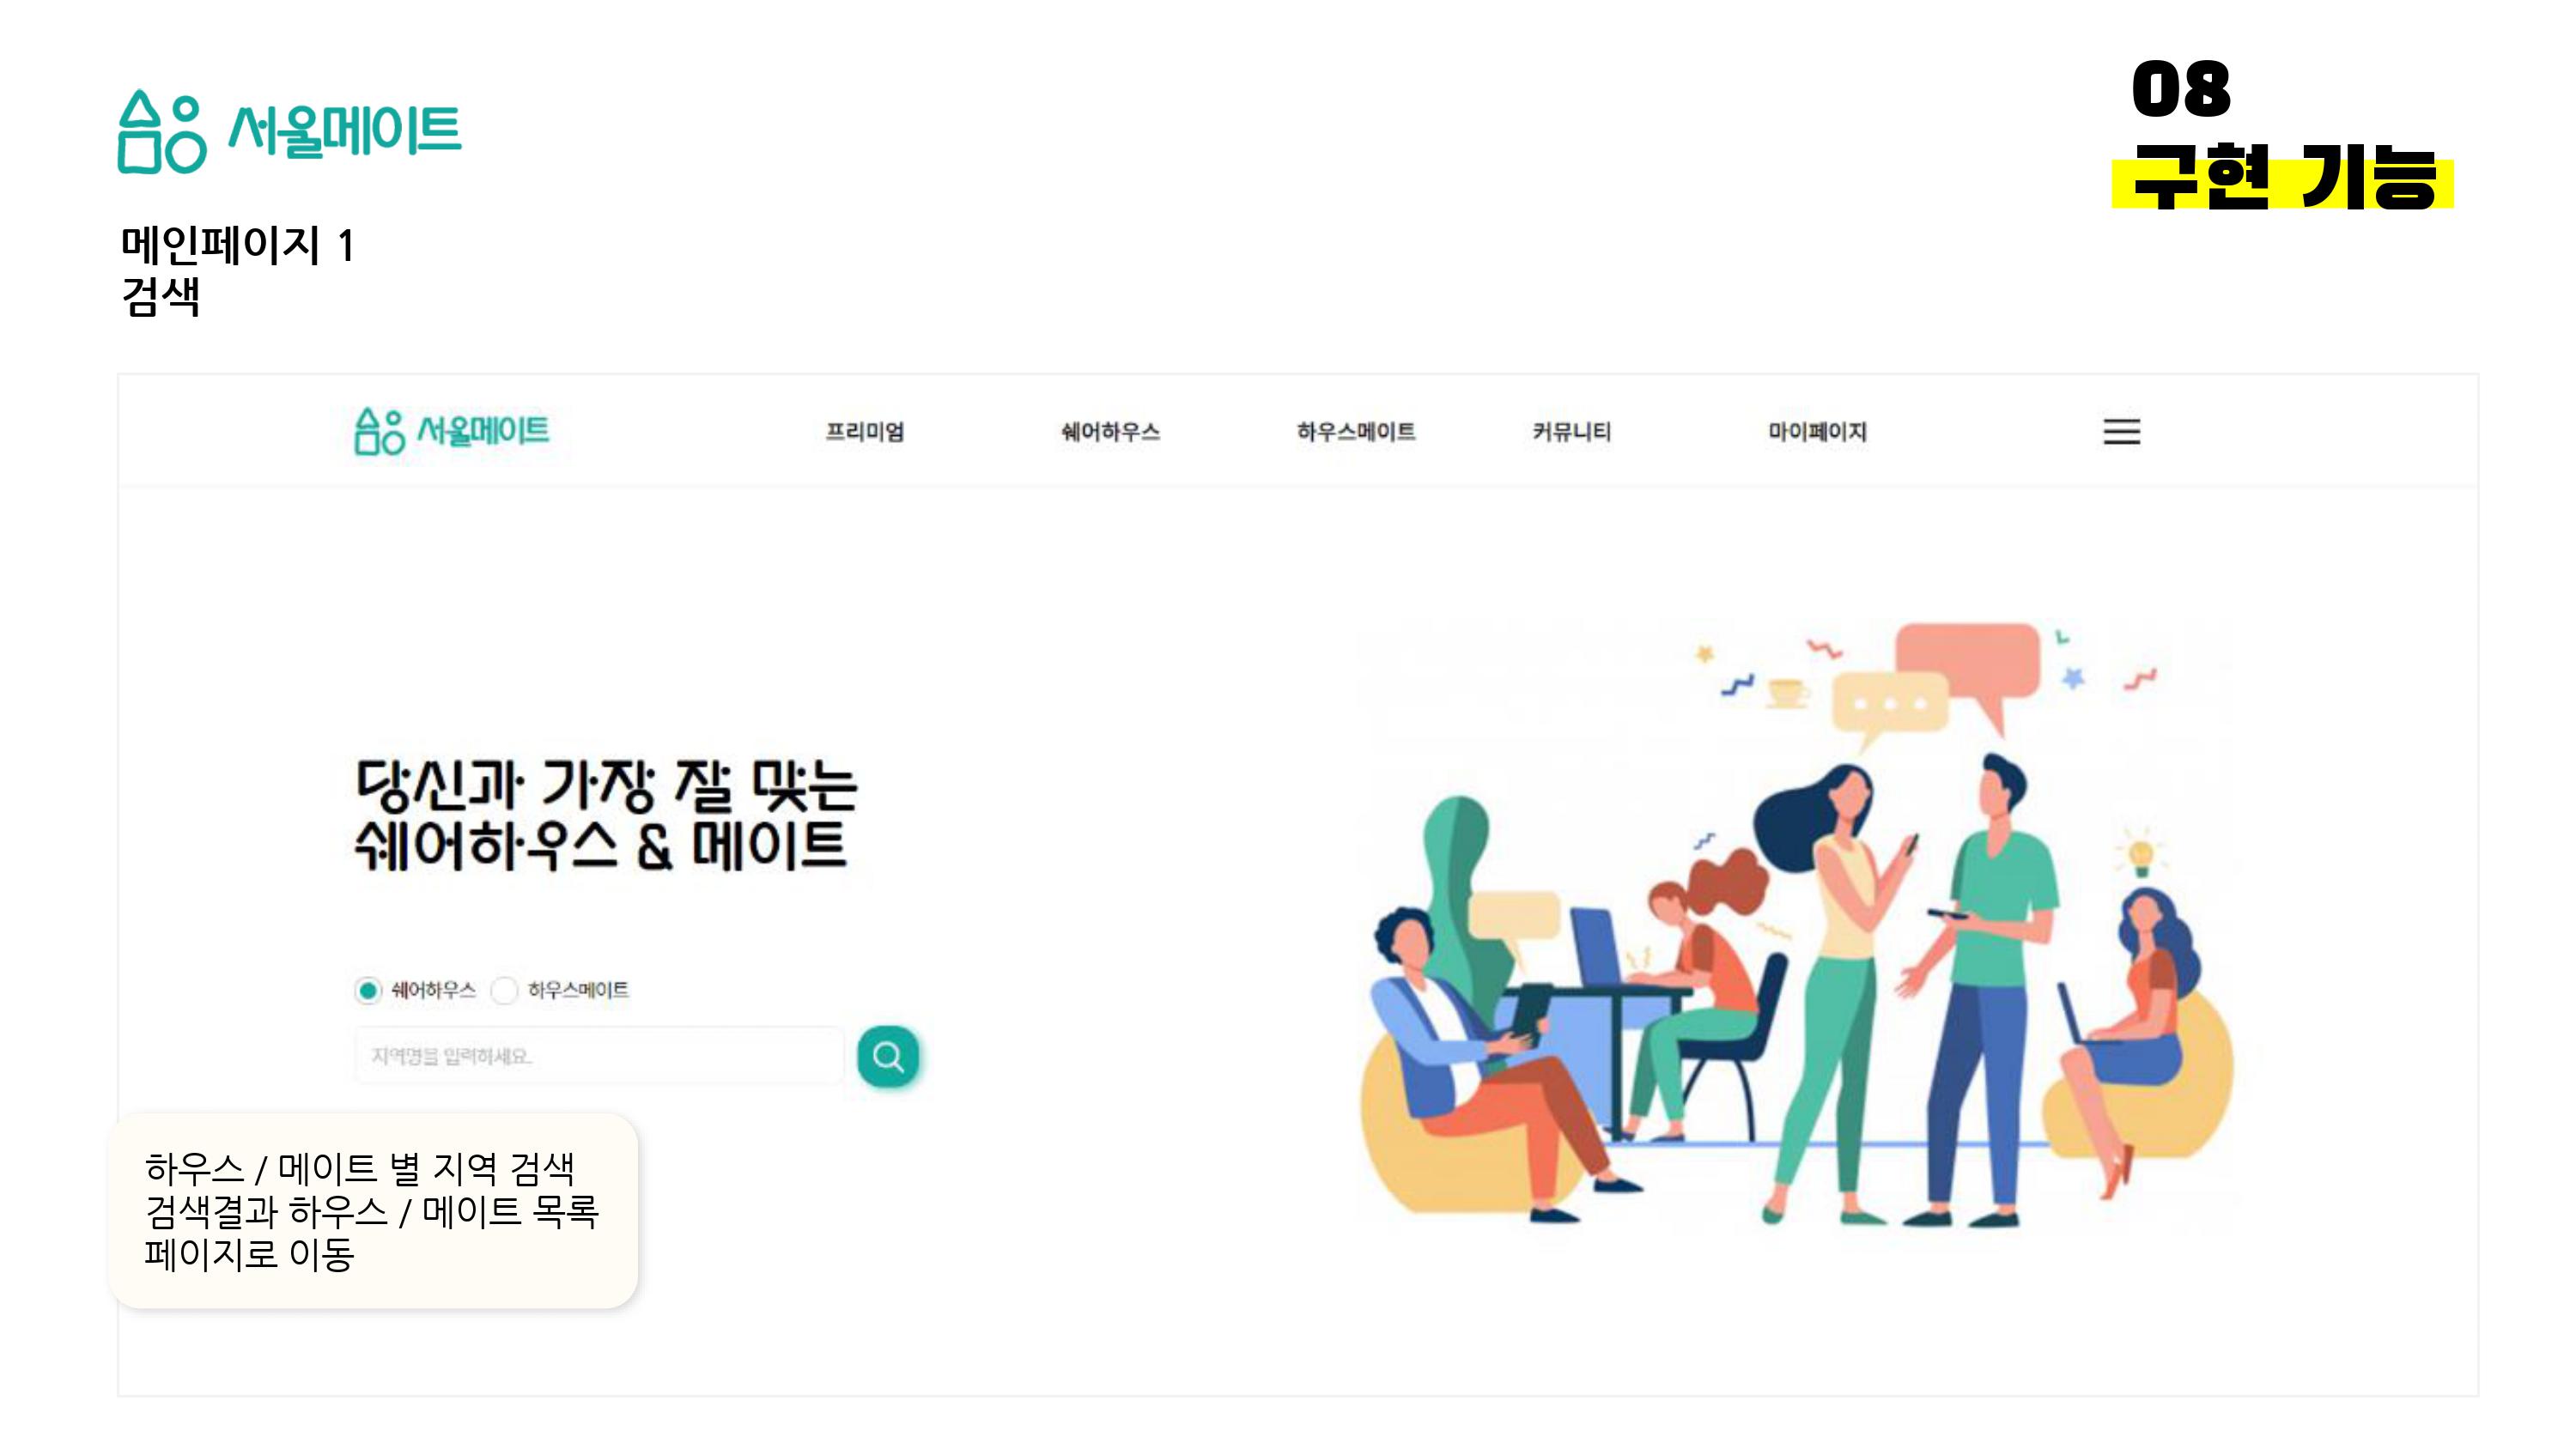 서울메이트
08
구현 기능
메인페이지 1
검색
서울메이트
프리미엄
쉐어하우스
하우스메이트
커뮤니티
마이페이지
당신과 가장 잘 맞는
쉐어하우스 & 메이트
쉐어하우스
하우스메이트
지역명을 입력하세요.
하우스 / 메이트 별 지역 검색
검색결과 하우스 / 메이트 목록
페이지로 이동